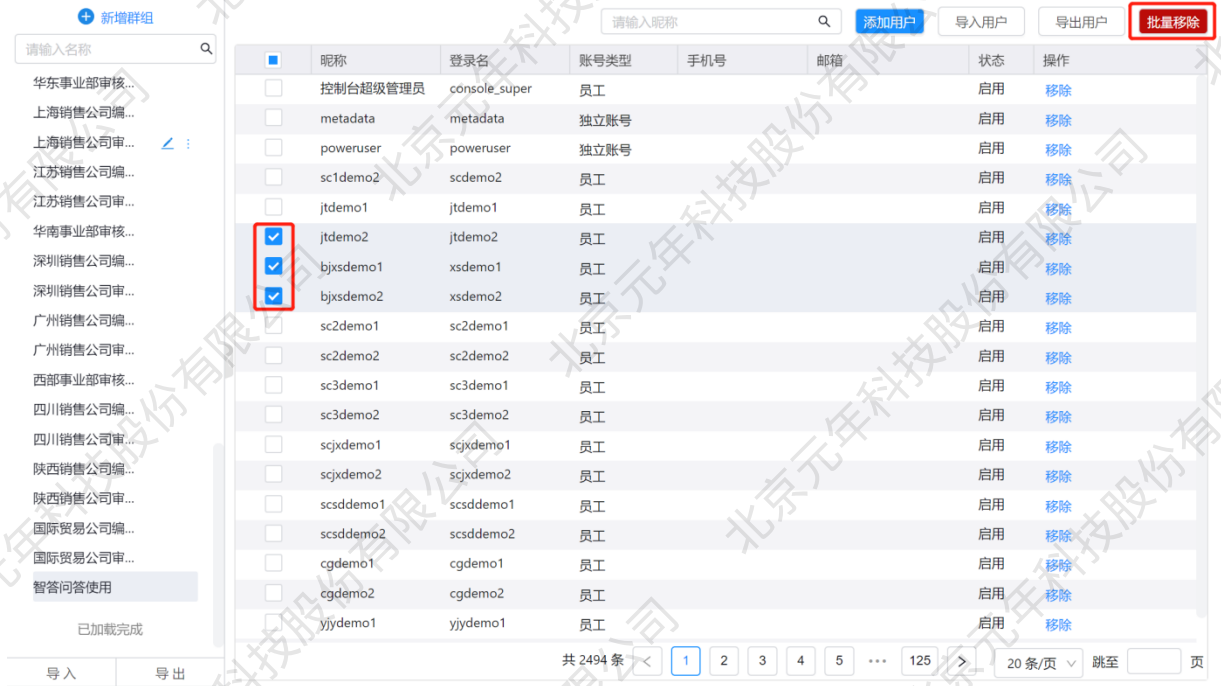 新增群组
请输入昵称
添加用户
导入用户
导出用户
批量移除
请输入名称
华东事业部审核...
上海销售公司编...
上海销售公司审...
江苏销售公司编...
江苏销售公司审...
华南事业部审核...
深圳销售公司编...
深圳销售公司审...
广州销售公司编...
广州销售公司审...
西部事业部审核...
四川销售公司编...
四川销售公司审...
陕西销售公司编...
陕西销售公司审...
国际贸易公司编...
国际贸易公司审...
智答问答使用
已加载完成
导入 导出
昵称 登录名 账号类型 手机号 邮箱 状态 操作
控制台超级管理员 console_super 员工 启用 移除
metadata metadata 独立账号 启用 移除
poweruser poweruser 独立账号 启用 移除
sc1demo2 scdemo2 员工 启用 移除
jtdemo1 jtdemo1 员工 启用 移除
jtdemo2 jtdemo2 员工 启用 移除
bjxsdemo1 xsdemo1 员工 启用 移除
bjxsdemo2 xsdemo2 员工 启用 移除
sc2demo1 sc2demo1 员工 启用 移除
sc2demo2 sc2demo2 员工 启用 移除
sc3demo1 sc3demo1 员工 启用 移除
sc3demo2 sc3demo2 员工 启用 移除
scjxdemo1 scjxdemo1 员工 启用 移除
scjxdemo2 scjxdemo2 员工 启用 移除
scsddemo1 scsddemo1 员工 启用 移除
scsddemo2 scsddemo2 员工 启用 移除
cgdemo1 cgdemo1 员工 启用 移除
cgdemo2 cgdemo2 员工 启用 移除
yjydemo1 yjydemo1 员工 启用 移除
共 2494 条 < 1 2 3 4 5 ••• 125 > 20 条/页 跳至 页
北京元年科技股份有限公司